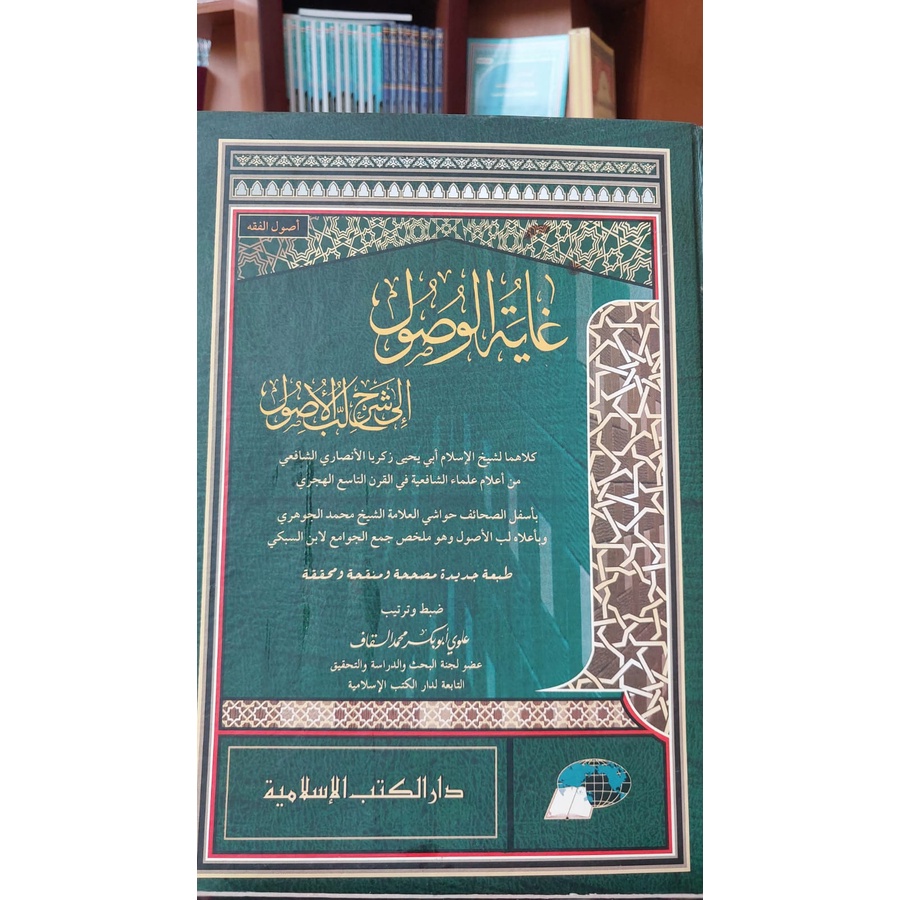 أصول الفقه
غاية الوصول
إلى شرح لب الأصول
كلاهما لشيخ الإسلام أبي يحيى زكريا الأنصاري الشافعي
من أعلام علماء الشافعية في القرن التاسع الهجري
بأسفل الصحائف حواشي العلامة الشيخ محمد الجوهري
وبأعلاه لب الأصول وهو ملخص جمع الجوامع لابن السبكي
طبعة جديدة مصححة ومنقحة ومحققة
ضبط وترتيب
علوي أبو بكر محمد السقاف
عضو لجنة البحث والدراسة والتحقيق
التابعة لدار الكتب الإسلامية
دار الكتب الإسلامية